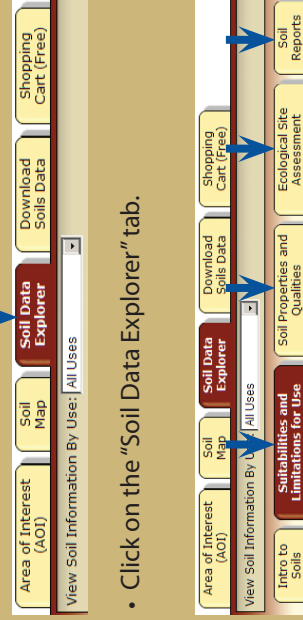 Area of Interest
(AOI)
Soil
Map
Soil Data
Explorer
Download
Soils Data
Shopping
Cart (Free)
View Soil Information By Use: All Uses
• Click on the "Soil Data Explorer" tab.
Area of Interest
(AOI)
Soil
Map
Soil Data
Explorer
Download
Soils Data
Shopping
Cart (Free)
View Soil Information By U All Uses
Intro to
Soils
Suitabilities and
Limitations for Use
Soil Properties and
Qualities
Ecological Site
Assessment
Soil
Reports